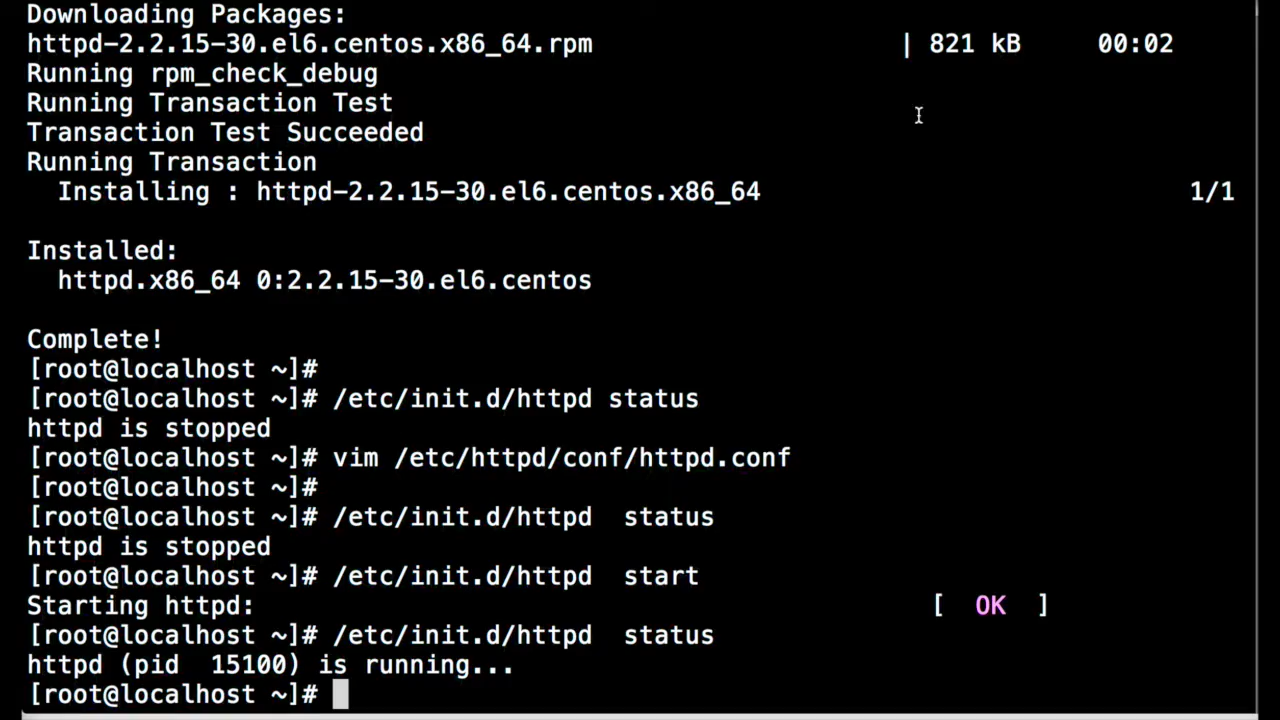 Downloading Packages:
httpd-2.2.15-30.el6.centos.x86_64.rpm | 821 kB 00:02
Running rpm_check_debug
Running Transaction Test
Transaction Test Succeeded
Running Transaction
  Installing : httpd-2.2.15-30.el6.centos.x86_64 1/1
Installed:
  httpd.x86_64 0:2.2.15-30.el6.centos
Complete!
[root@localhost ~]#
[root@localhost ~]# /etc/init.d/httpd status
httpd is stopped
[root@localhost ~]# vim /etc/httpd/conf/httpd.conf
[root@localhost ~]#
[root@localhost ~]# /etc/init.d/httpd  status
httpd is stopped
[root@localhost ~]# /etc/init.d/httpd  start
Starting httpd: [  OK  ]
[root@localhost ~]# /etc/init.d/httpd  status
httpd (pid  15100) is running...
[root@localhost ~]#